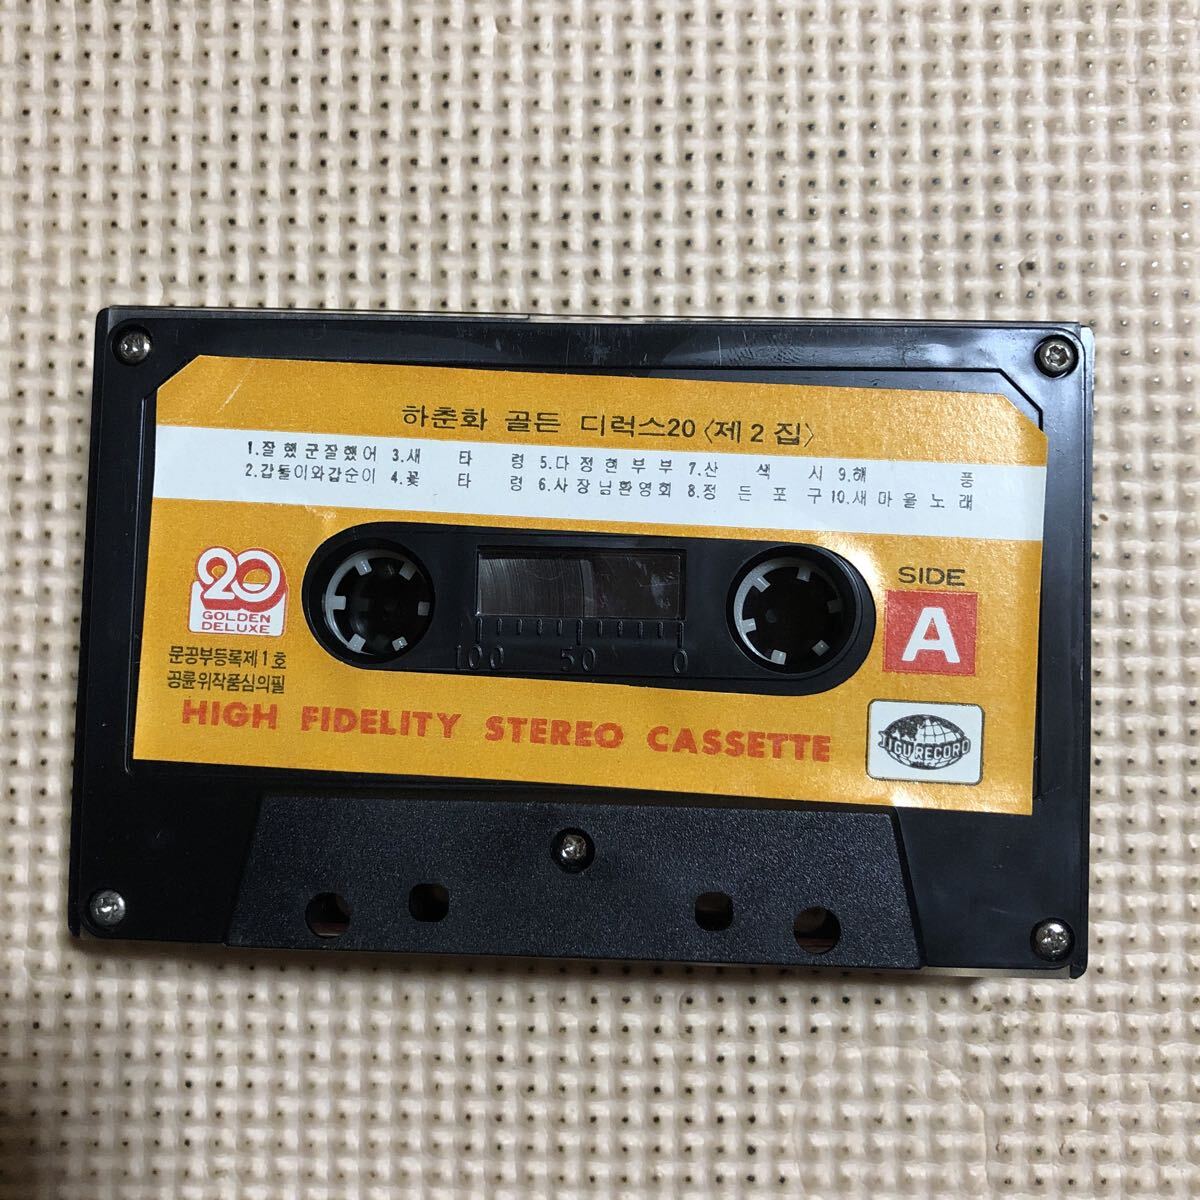 하춘화 골든 디럭스20〈제2집〉
1.잘했군잘했어 3.새 타 령 5.다정현부부 7.산 색 시 9.해 풍
2.갑돌이와갑순이 4.꽃 타 령 6.사장님환영회 8.정 든 포 구 10.새마을노래
20
GOLDEN
DELUXE
SIDE
A
문공부등록제1호
공륜위작품심의필
100 50 0
HIGH FIDELITY STEREO CASSETTE
JIGU RECORD